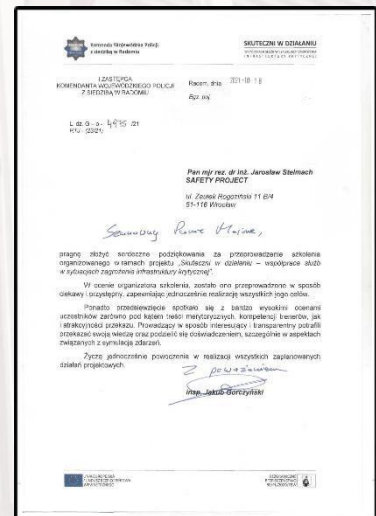 Komenda Wojewódzka Policji
z siedzibą w Radomiu
SKUTECZNI W DZIAŁANIU
I ZASTĘPCA
KOMENDANTA WOJEWÓDZKIEGO POLICJI
Z SIEDZIBĄ W RADOMIU
Radom, dnia 2021-10-18
Egz. poj.
L. dz. G - o - 4975 /21
Pan mjr rez. dr inż. Jarosław Stelmach
SAFETY PROJECT
ul. Zaułek Rogoziński 11 B/4
51-116 Wrocław
Szanowny Panie Majorze,
pragnę złożyć serdeczne podziękowania za przeprowadzenie szkolenia
organizowanego w ramach projektu „Skuteczni w działaniu – współpraca służb
w sytuacjach zagrożenia infrastruktury krytycznej".
W ocenie organizatora szkolenia, zostało ono przeprowadzone w sposób
ciekawy i przystępny, zapewniając jednocześnie realizację wszystkich jego celów.
Ponadto przedsięwzięcie spotkało się z bardzo wysokimi ocenami
uczestników zarówno pod kątem treści merytorycznych, kompetencji trenerów, jak
i atrakcyjności przekazu. Prowadzący w sposób interesujący i transparentny potrafili
przekazać swoją wiedzę oraz podzielić się doświadczeniem, szczególnie w aspektach
związanych z symulacją zdarzeń.
Życzę jednocześnie powodzenia w realizacji wszystkich zaplanowanych
działań projektowych.
Z poważaniem
insp. Jakub Gorczyński